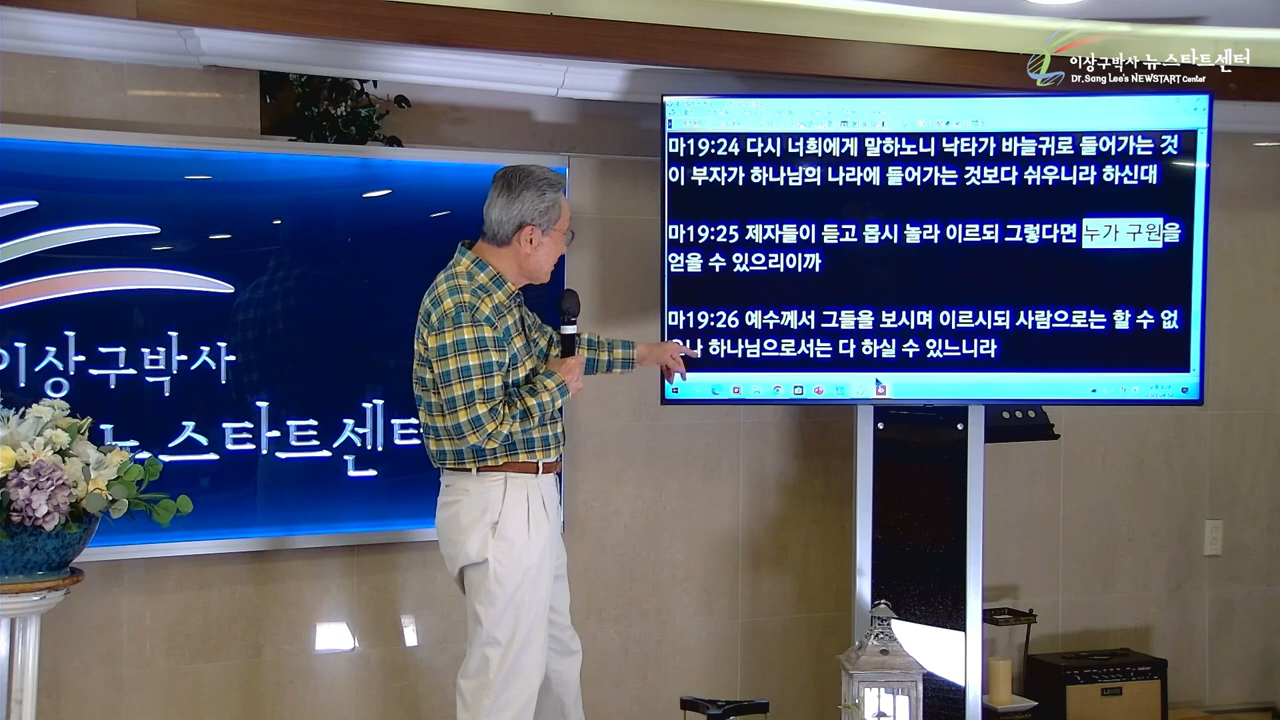 이상구박사 뉴스타트센터
Dr. Sang Lee's NEWSTART Center
마19:24 다시 너희에게 말하노니 낙타가 바늘귀로 들어가는 것
이 부자가 하나님의 나라에 들어가는 것보다 쉬우니라 하신대
마19:25 제자들이 듣고 몹시 놀라 이르되 그렇다면 누가 구원을
얻을 수 있으리이까
마19:26 예수께서 그들을 보시며 이르시되 사람으로는 할 수 없
나 하나님으로서는 다 하실 수 있느니라
이상구박사
뉴스타트센터